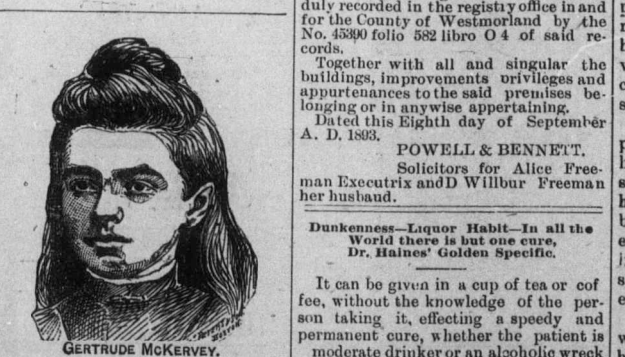 GERTRUDE MCKERVEY.
duly recorded in the registry office in and
for the County of Westmorland by the
No. 45390 folio 582 libro O 4 of said re-
cords.
Together with all and singular the
buildings, improvements privileges and
appurtenances to the said premises be-
longing or in anywise appertaining.
Dated this Eighth day of September
A. D. 1893.
POWELL & BENNETT.
Solicitors for Alice Free-
man Executrix and D Willbur Freeman
her husband.
Dunkenness—Liquor Habit—In all the
World there is but one cure,
Dr. Haines' Golden Specific.
It can be given in a cup of tea or cof
fee, without the knowledge of the per-
son taking it, effecting a speedy and
permanent cure, whether the patient is
moderate drinker or an alcoholic wreck